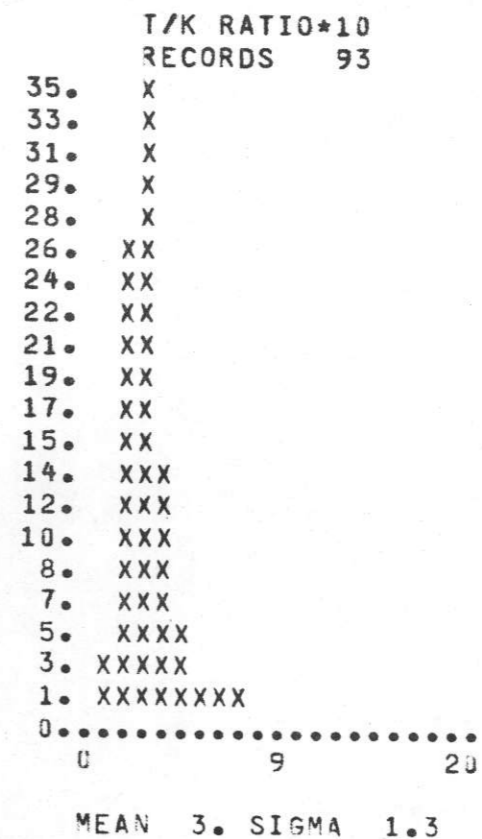 T/K RATIO*10
RECORDS 93
35. X
33. X
31. X
29. X
28. X
26. XX
24. XX
22. XX
21. XX
19. XX
17. XX
15. XX
14. XXX
12. XXX
10. XXX
8. XXX
7. XXX
5. XXXX
3. XXXXX
1. XXXXXXXX
0.....................
0 9 20
MEAN 3. SIGMA 1.3